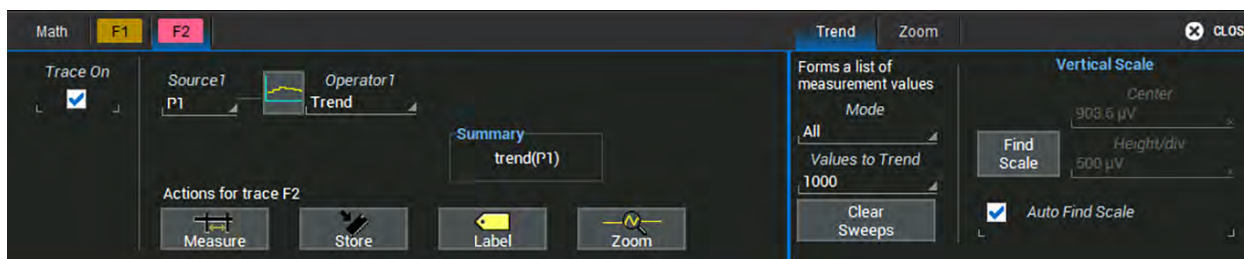 Math F1 F2 Trend Zoom CLOS
Trace On
Source1 Operator1
P1 Trend
Summary
trend(P1)
Actions for trace F2
Measure Store Label Zoom
Forms a list of
measurement values
Mode
All
Values to Trend
1000
Clear
Sweeps
Vertical Scale
Center
903.6 µV
Find
Scale
Height/div
500 µV
Auto Find Scale